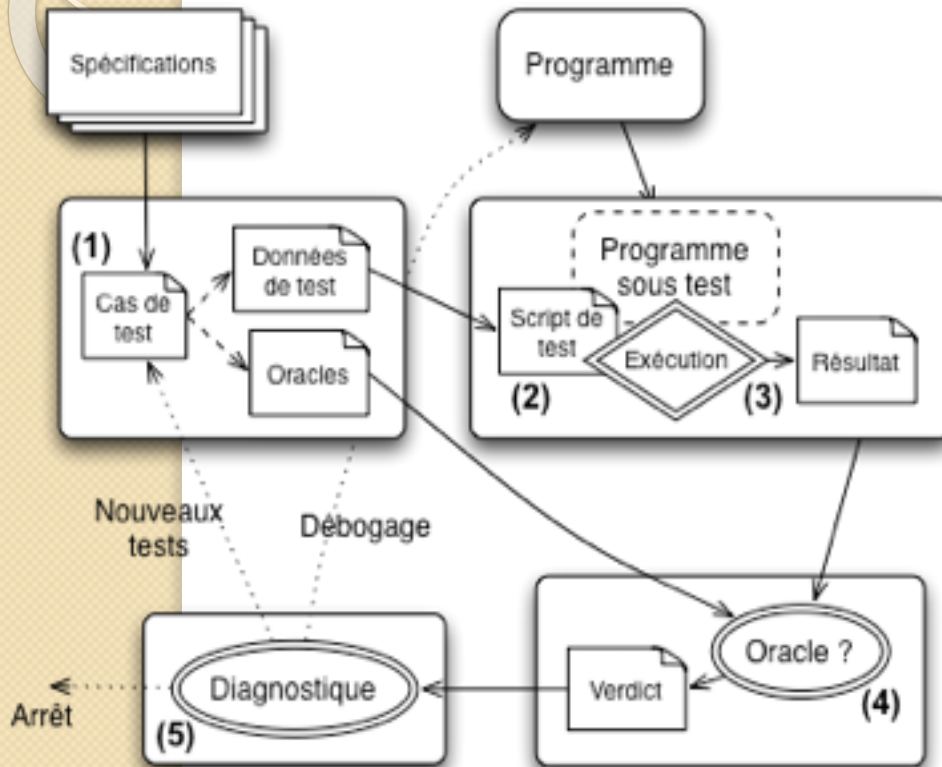 Spécifications
Programme
(1)
Cas de
test
Données
de test
Oracles
Programme
sous test
Script de
test
Exécution
Résultat
(2)
(3)
Nouveaux
tests
Débogage
Oracle ?
Verdict
(4)
Diagnostique
(5)
Arrêt